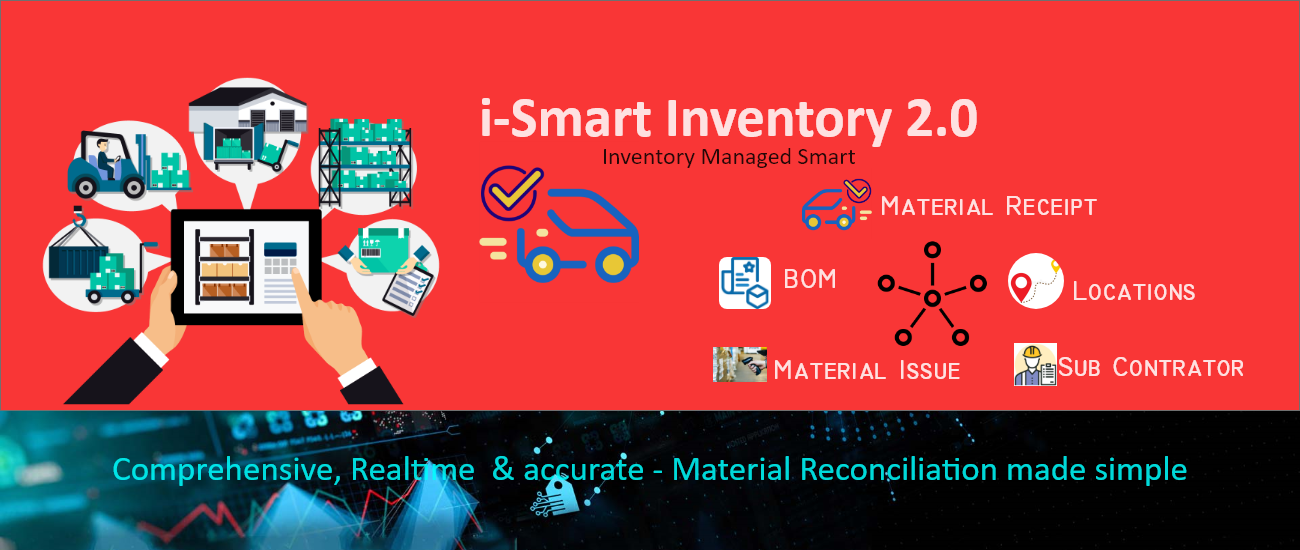 i-Smart Inventory 2.0
Inventory Managed Smart
Material Receipt
BOM
Locations
Material Issue
Sub Contrator
Comprehensive, Realtime & accurate - Material Reconciliation made simple